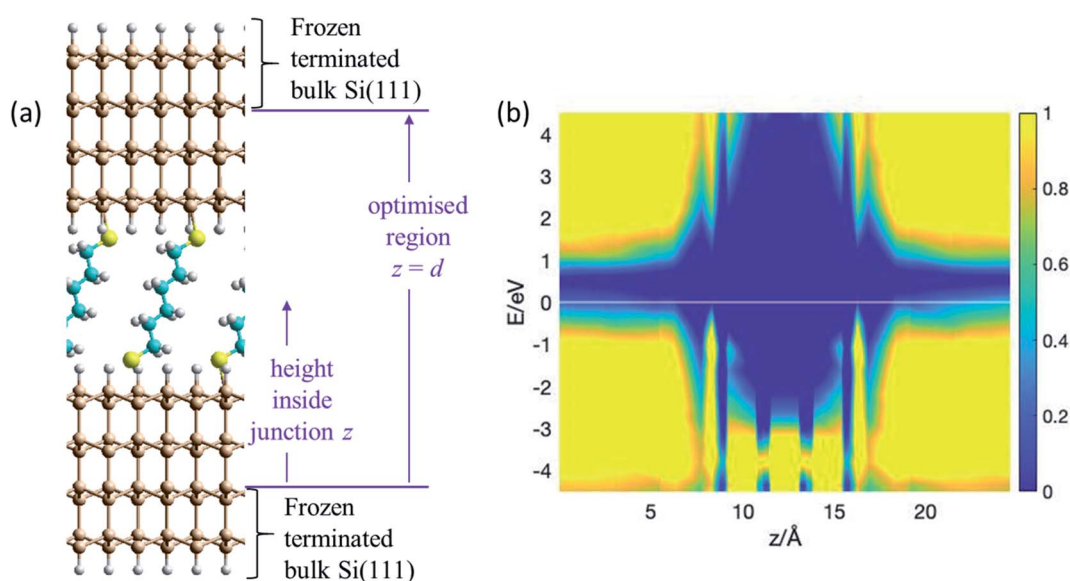 (a)
Frozen
terminated
bulk Si(111)
optimised
region
z = d
height
inside
junction z
Frozen
terminated
bulk Si(111)
(b)
E/eV
4
3
2
1
0
-1
-2
-3
-4
5
10
15
20
z/Å
1
0.8
0.6
0.4
0.2
0